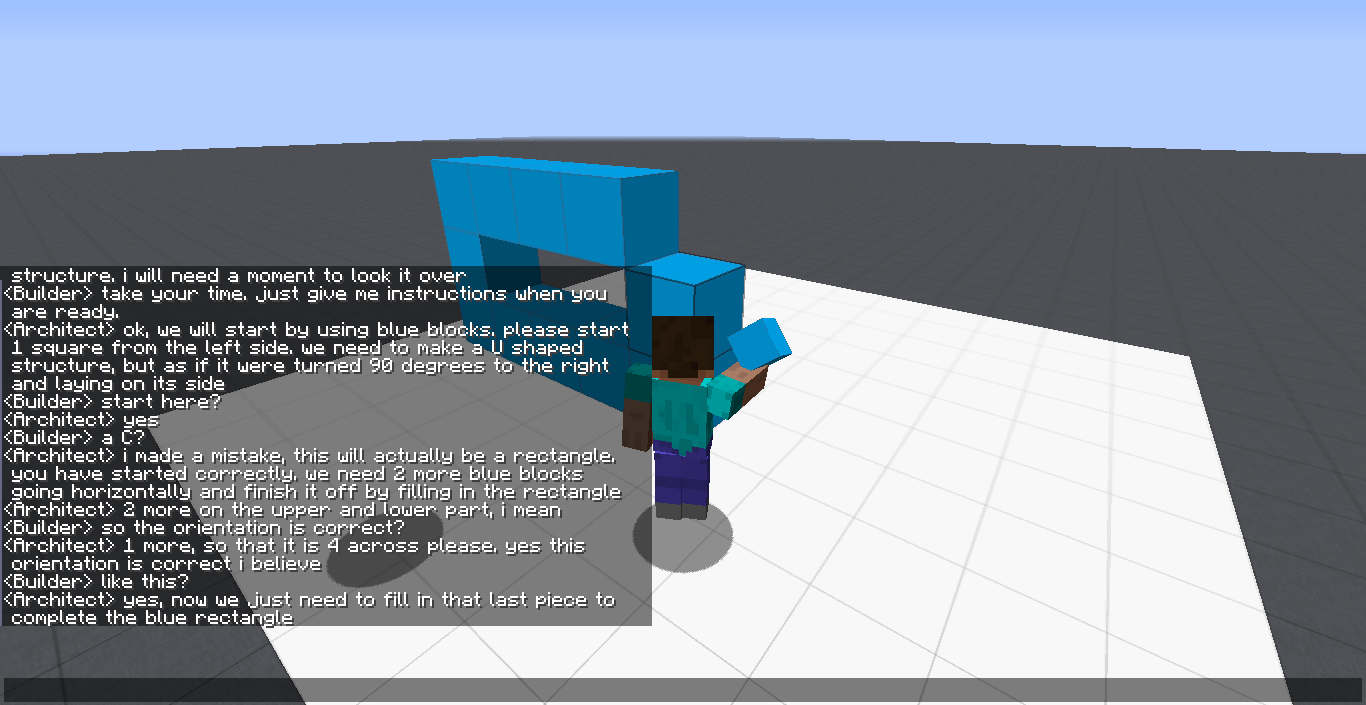 structure. i will need a moment to look it over
<Builder> take your time. just give me instructions when you
are ready.
<Architect> ok, we will start by using blue blocks. please start
1 square from the left side. we need to make a U shaped
structure, but as if it were turned 90 degrees to the right
and laying on its side
<Builder> start here?
<Architect> yes
<Builder> a C?
<Architect> i made a mistake, this will actually be a rectangle.
you have started correctly. we need 2 more blue blocks
going horizontally and finish it off by filling in the rectangle
<Architect> 2 more on the upper and lower part, i mean
<Builder> so the orientation is correct?
<Architect> 1 more, so that it is 4 across please. yes this
orientation is correct i believe
<Builder> like this?
<Architect> yes, now we just need to fill in that last piece to
complete the blue rectangle